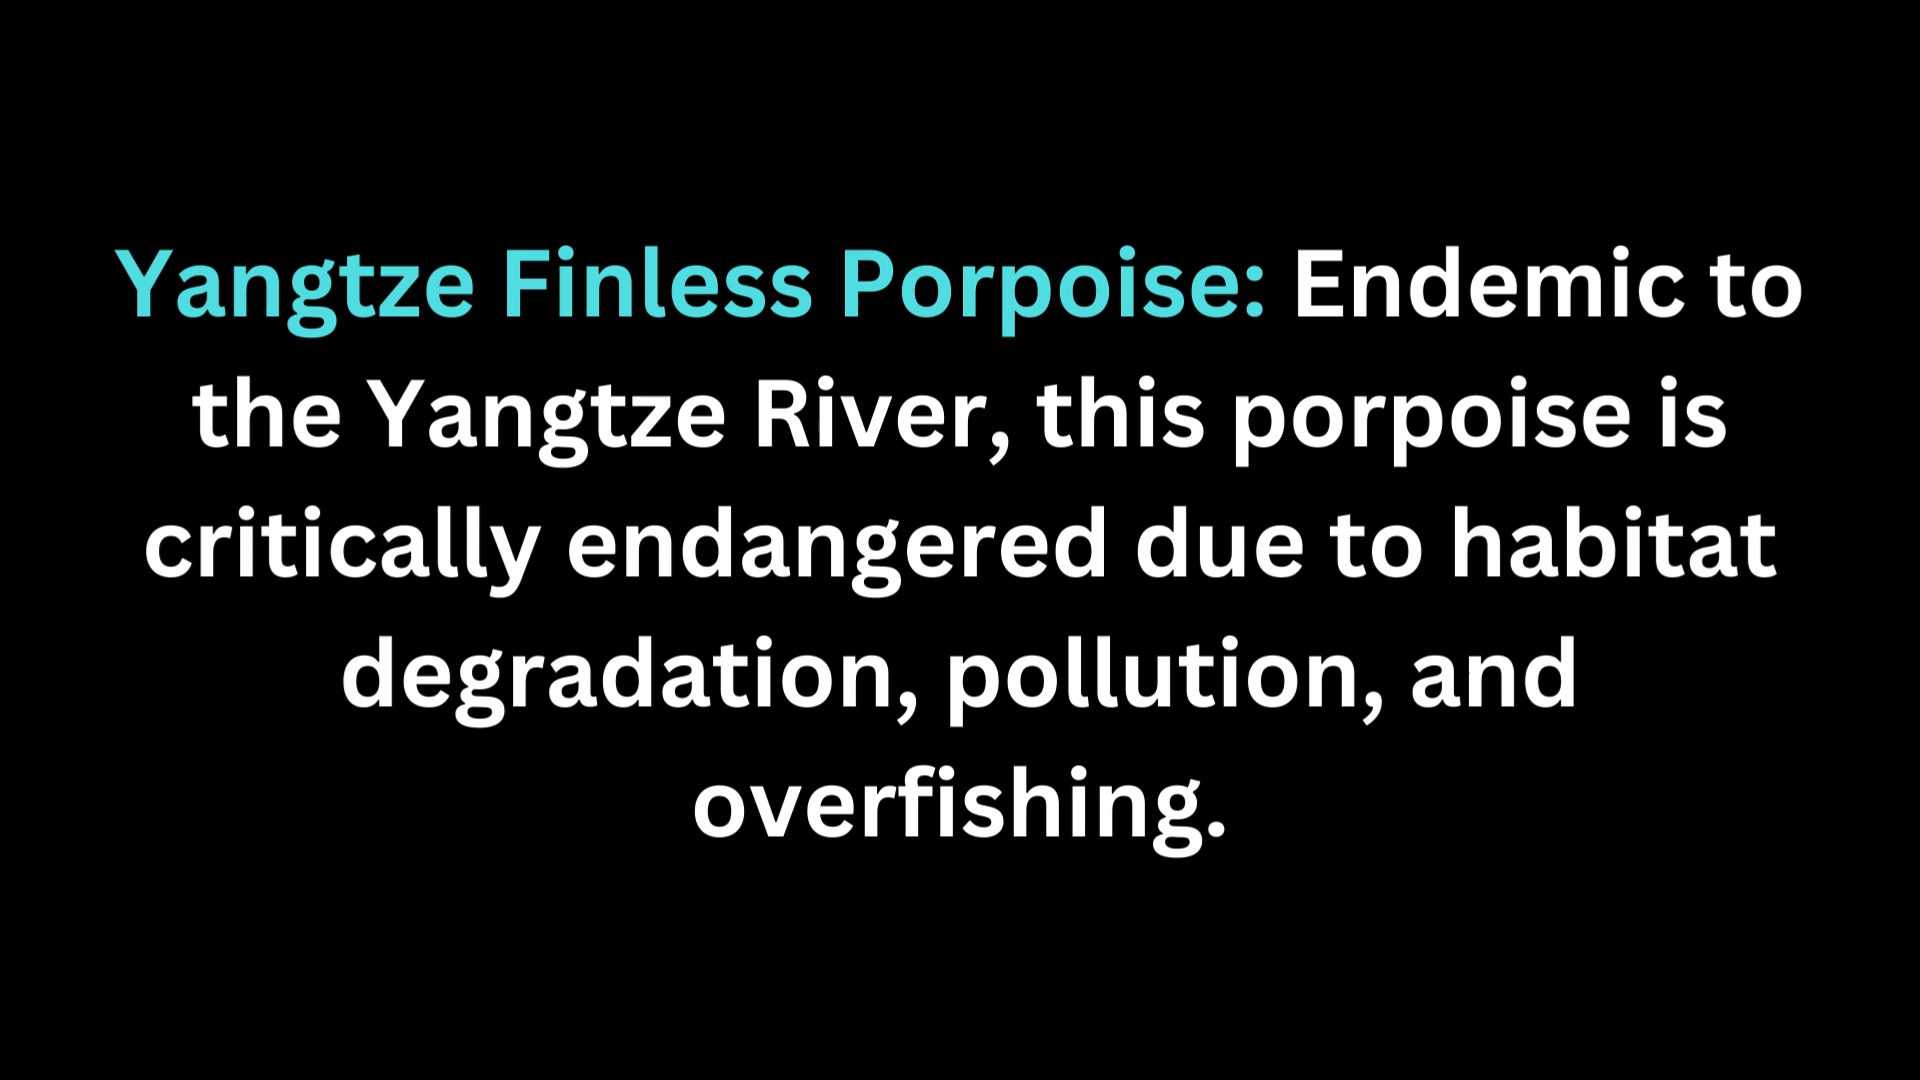 Yangtze Finless Porpoise: Endemic to
the Yangtze River, this porpoise is
critically endangered due to habitat
degradation, pollution, and
overfishing.